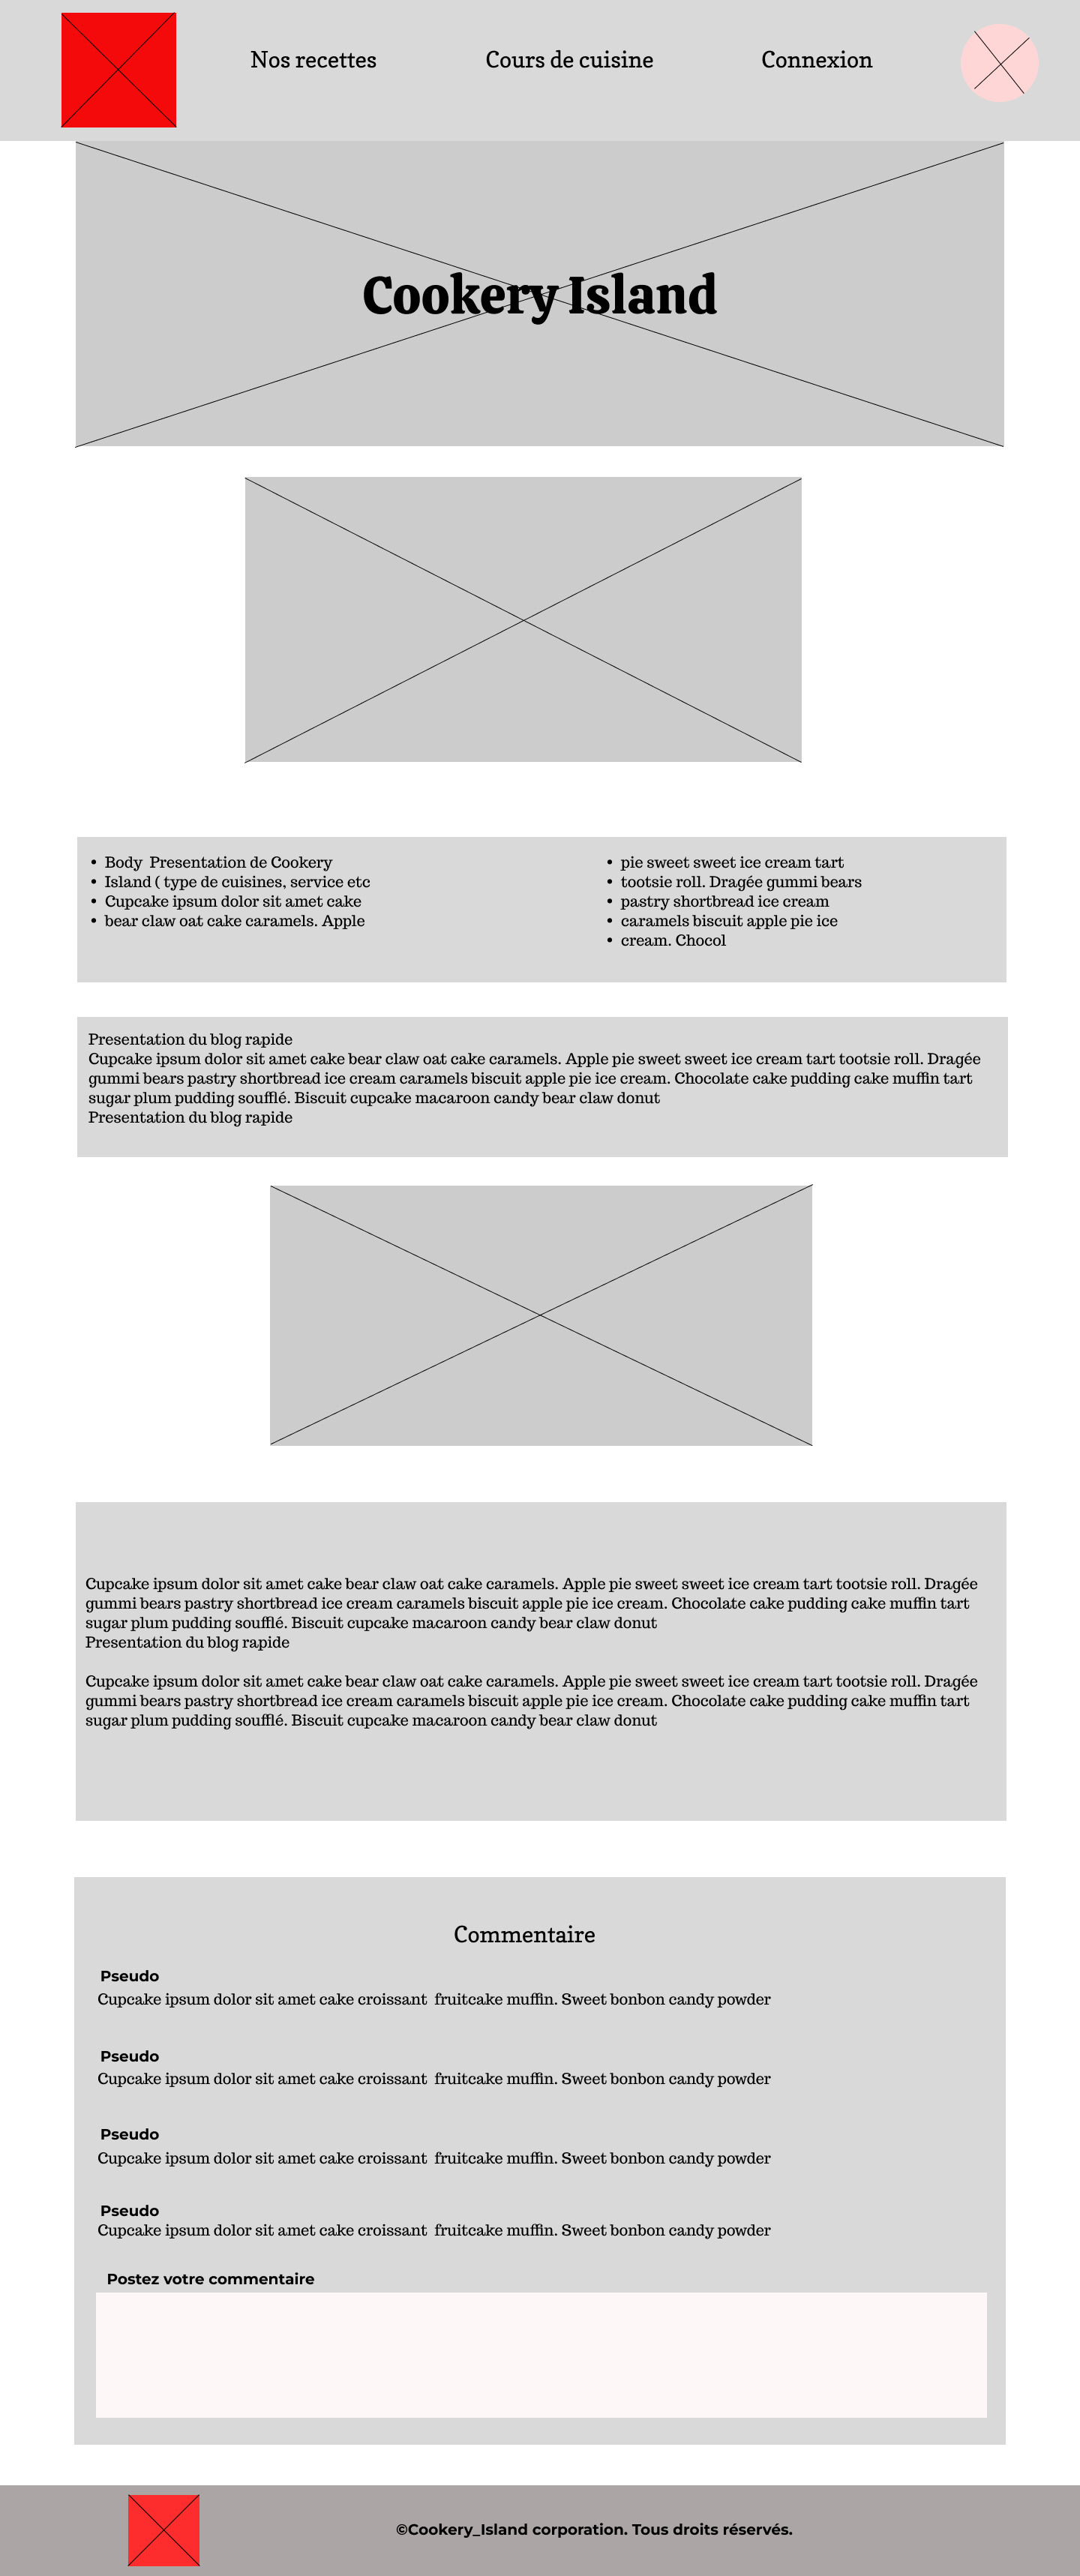 Nos recettes
Cours de cuisine
Connexion
Cookery Island
• Body  Presentation de Cookery
• Island ( type de cuisines, service etc
• Cupcake ipsum dolor sit amet cake
• bear claw oat cake caramels. Apple
• pie sweet sweet ice cream tart
• tootsie roll. Dragée gummi bears
• pastry shortbread ice cream
• caramels biscuit apple pie ice
• cream. Chocol
Presentation du blog rapide
Cupcake ipsum dolor sit amet cake bear claw oat cake caramels. Apple pie sweet sweet ice cream tart tootsie roll. Dragée
gummi bears pastry shortbread ice cream caramels biscuit apple pie ice cream. Chocolate cake pudding cake muffin tart
sugar plum pudding soufflé. Biscuit cupcake macaroon candy bear claw donut
Presentation du blog rapide
Cupcake ipsum dolor sit amet cake bear claw oat cake caramels. Apple pie sweet sweet ice cream tart tootsie roll. Dragée
gummi bears pastry shortbread ice cream caramels biscuit apple pie ice cream. Chocolate cake pudding cake muffin tart
sugar plum pudding soufflé. Biscuit cupcake macaroon candy bear claw donut
Presentation du blog rapide
Cupcake ipsum dolor sit amet cake bear claw oat cake caramels. Apple pie sweet sweet ice cream tart tootsie roll. Dragée
gummi bears pastry shortbread ice cream caramels biscuit apple pie ice cream. Chocolate cake pudding cake muffin tart
sugar plum pudding soufflé. Biscuit cupcake macaroon candy bear claw donut
Commentaire
Pseudo
Cupcake ipsum dolor sit amet cake croissant  fruitcake muffin. Sweet bonbon candy powder
Pseudo
Cupcake ipsum dolor sit amet cake croissant  fruitcake muffin. Sweet bonbon candy powder
Pseudo
Cupcake ipsum dolor sit amet cake croissant  fruitcake muffin. Sweet bonbon candy powder
Pseudo
Cupcake ipsum dolor sit amet cake croissant  fruitcake muffin. Sweet bonbon candy powder
Postez votre commentaire
©Cookery_Island corporation. Tous droits réservés.